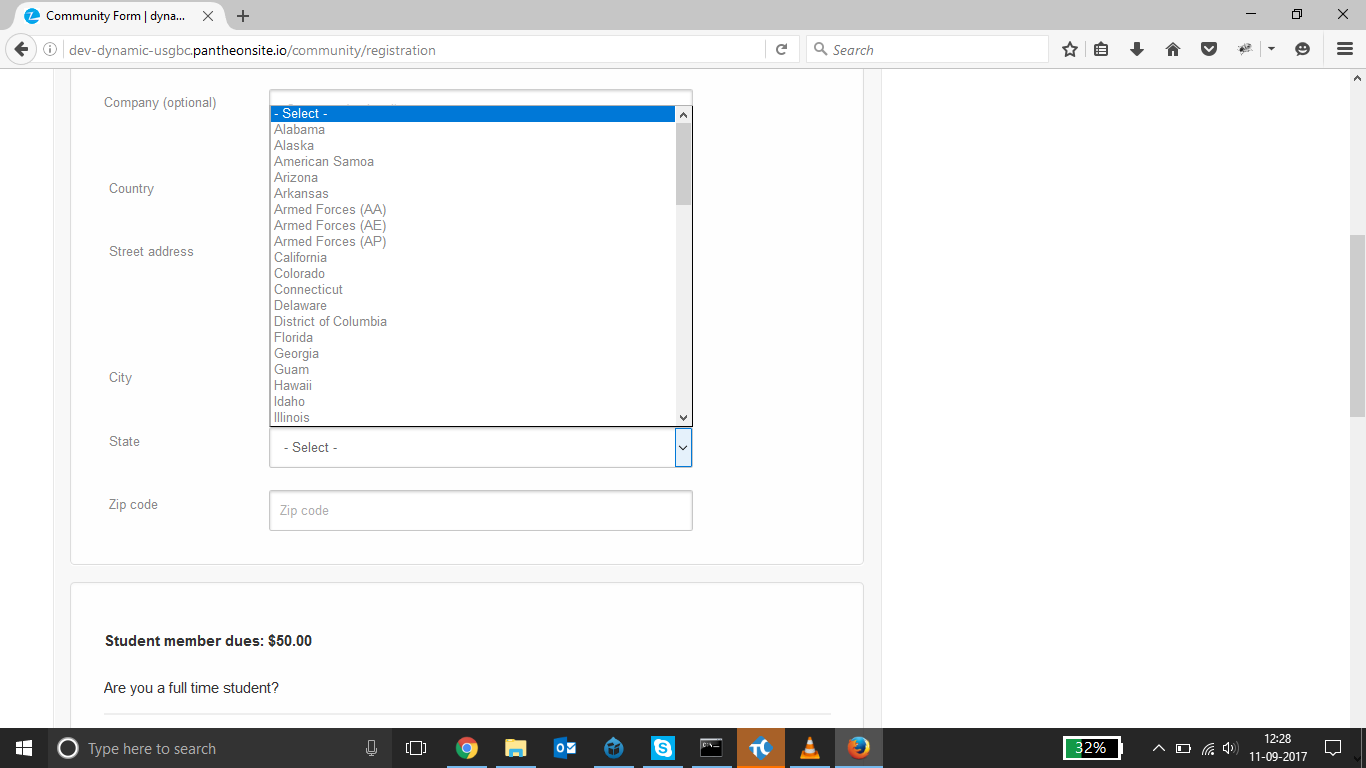 Community Form | dyna...
dev-dynamic-usgbc.pantheonsite.io/community/registration
Search
Company (optional)
- Select -
Alabama
Alaska
American Samoa
Arizona
Country
Arkansas
Armed Forces (AA)
Armed Forces (AE)
Armed Forces (AP)
Street address
California
Colorado
Connecticut
Delaware
District of Columbia
Florida
Georgia
Guam
City
Hawaii
Idaho
Illinois
State
- Select -
Zip code
Zip code
Student member dues: $50.00
Are you a full time student?
Type here to search
32%
12:28
11-09-2017